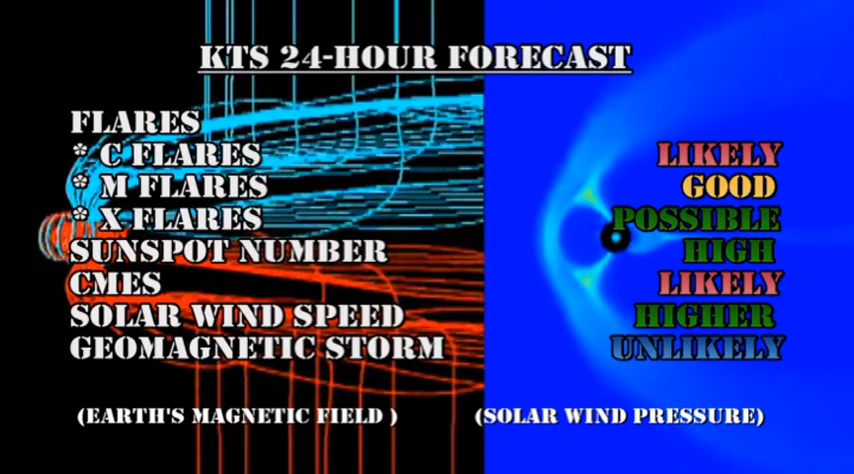 KTS 24-HOUR FORECAST
FLARES
* C FLARES LIKELY
* M FLARES GOOD
* X FLARES POSSIBLE
SUNSPOT NUMBER HIGH
CMES LIKELY
SOLAR WIND SPEED HIGHER
GEOMAGNETIC STORM UNLIKELY
(EARTH'S MAGNETIC FIELD ) (SOLAR WIND PRESSURE)